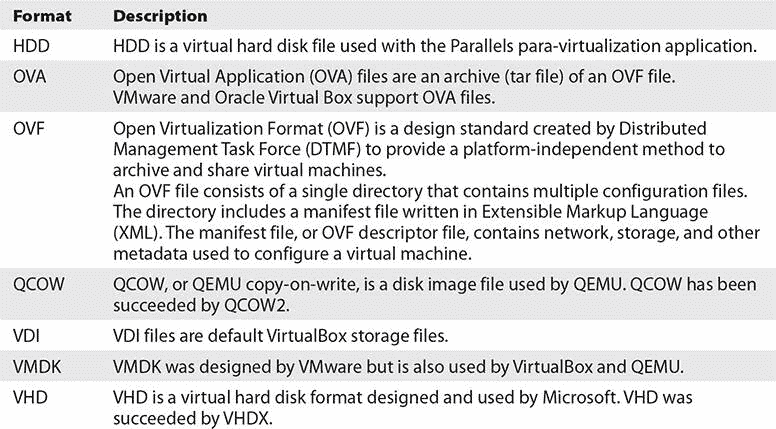 Format Description
HDD HDD is a virtual hard disk file used with the Parallels para-virtualization application.
OVA Open Virtual Application (OVA) files are an archive (tar file) of an OVF file.
VMware and Oracle Virtual Box support OVA files.
OVF Open Virtualization Format (OVF) is a design standard created by Distributed
Management Task Force (DTMF) to provide a platform-independent method to
archive and share virtual machines.
An OVF file consists of a single directory that contains multiple configuration files.
The directory includes a manifest file written in Extensible Markup Language
(XML). The manifest file, or OVF descriptor file, contains network, storage, and other
metadata used to configure a virtual machine.
QCOW QCOW, or QEMU copy-on-write, is a disk image file used by QEMU. QCOW has been
succeeded by QCOW2.
VDI VDI files are default VirtualBox storage files.
VMDK VMDK was designed by VMware but is also used by VirtualBox and QEMU.
VHD VHD is a virtual hard disk format designed and used by Microsoft. VHD was
succeeded by VHDX.